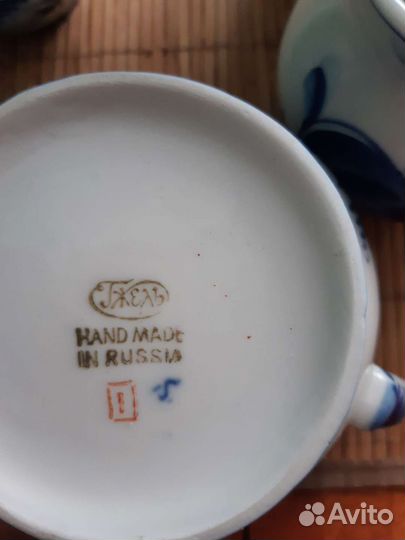 ГЖЕЛЬ
HAND MADE
IN RUSSIA
1
Avito